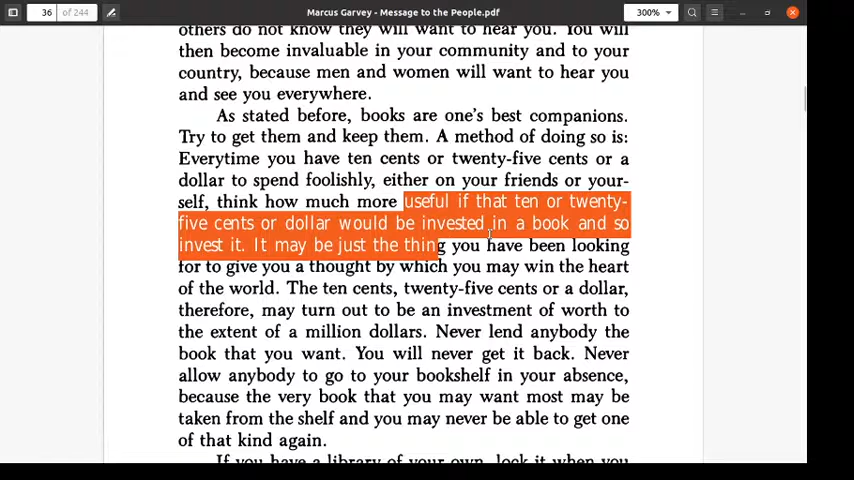 36 of 244
Marcus Garvey - Message to the People.pdf
300%
others do not know they will want to hear you. You will
then become invaluable in your community and to your
country, because men and women will want to hear you
and see you everywhere.
As stated before, books are one's best companions.
Try to get them and keep them. A method of doing so is:
Everytime you have ten cents or twenty-five cents or a
dollar to spend foolishly, either on your friends or your-
self, think how much more useful if that ten or twenty-
five cents or dollar would be invested in a book and so
invest it. It may be just the thing you have been looking
for to give you a thought by which you may win the heart
of the world. The ten cents, twenty-five cents or a dollar,
therefore, may turn out to be an investment of worth to
the extent of a million dollars. Never lend anybody the
book that you want. You will never get it back. Never
allow anybody to go to your bookshelf in your absence,
because the very book that you may want most may be
taken from the shelf and you may never be able to get one
of that kind again.
If you have a library of your own, lock it when you